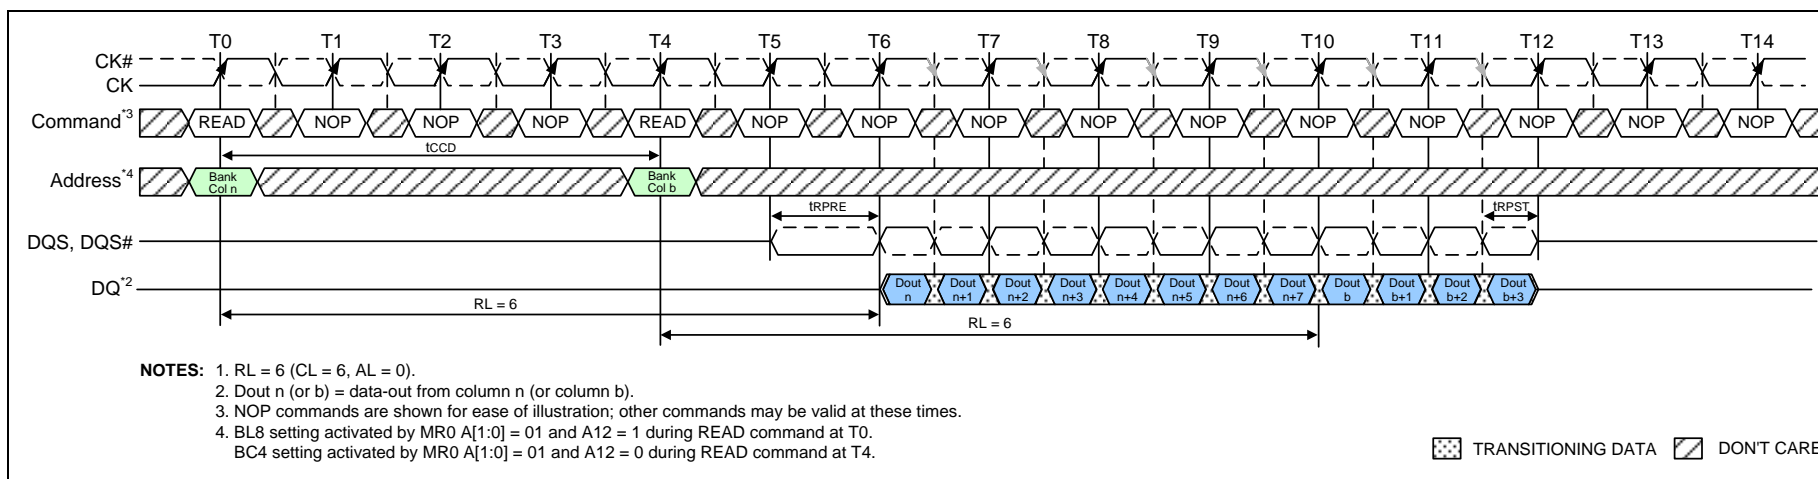 T0 T1 T2 T3 T4 T5 T6 T7 T8 T9 T10 T11 T12 T13 T14
CK#
CK
Command*3 READ NOP NOP NOP READ NOP NOP NOP NOP NOP NOP NOP NOP NOP NOP
tCCD
Address*4 Bank Col n Bank Col b
tRPRE tRPST
DQS, DQS#
DQ*2 Dout n Dout n+1 Dout n+2 Dout n+3 Dout n+4 Dout n+5 Dout n+6 Dout n+7 Dout b Dout b+1 Dout b+2 Dout b+3
RL = 6
RL = 6
NOTES: 1. RL = 6 (CL = 6, AL = 0).
2. Dout n (or b) = data-out from column n (or column b).
3. NOP commands are shown for ease of illustration; other commands may be valid at these times.
4. BL8 setting activated by MR0 A[1:0] = 01 and A12 = 1 during READ command at T0.
BC4 setting activated by MR0 A[1:0] = 01 and A12 = 0 during READ command at T4.
TRANSITIONING DATA DON'T CARE